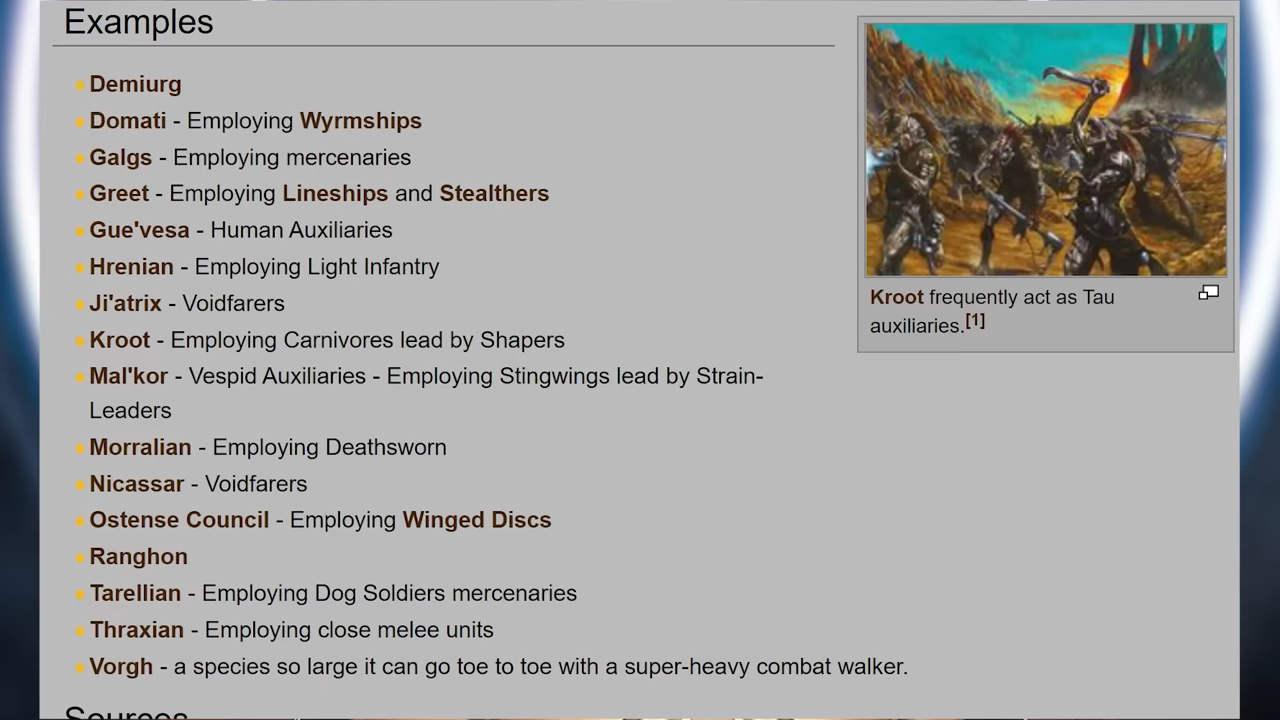 Examples
Demiurg
Domati - Employing Wyrmships
Galgs - Employing mercenaries
Greet - Employing Lineships and Stealthers
Gue'vesa - Human Auxiliaries
Hrenian - Employing Light Infantry
Ji'atrix - Voidfarers
Kroot - Employing Carnivores lead by Shapers
Mal'kor - Vespid Auxiliaries - Employing Stingwings lead by Strain-
Leaders
Morralian - Employing Deathsworn
Nicassar - Voidfarers
Ostense Council - Employing Winged Discs
Ranghon
Tarellian - Employing Dog Soldiers mercenaries
Thraxian - Employing close melee units
Vorgh - a species so large it can go toe to toe with a super-heavy combat walker.
Sources
Kroot frequently act as Tau
auxiliaries.[1]